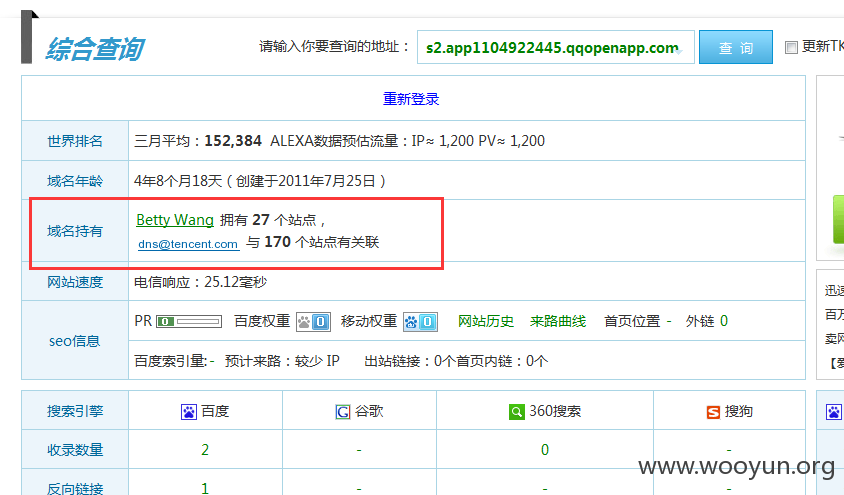 综合查询 请输入你要查询的地址： s2.app1104922445.qqopenapp.com 查 询 更新TK
重新登录
世界排名 三月平均：152,384 ALEXA数据预估流量：IP≈ 1,200 PV≈ 1,200
域名年龄 4年8个月18天（创建于2011年7月25日）
域名持有 Betty Wang 拥有 27 个站点，
dns@tencent.com 与 170 个站点有关联
网站速度 电信响应：25.12毫秒
seo信息 PR 0 百度权重 0 移动权重 0 网站历史 来路曲线 首页位置 - 外链 0
百度索引量:- 预计来路：较少 IP 出站链接：0个首页内链：0个
迅速
百万
卖网
【爱
搜索引擎 百度 谷歌 360搜索 搜狗
收录数量 2 - 0 -
反向链接 1 - - -
www.wooyun.org